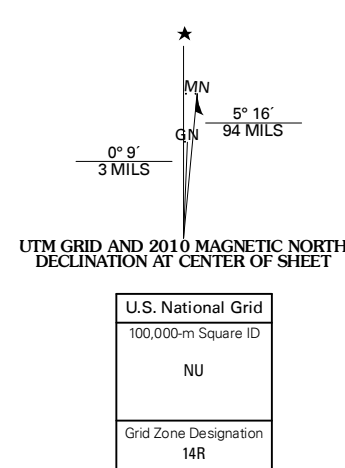 MN
GN
5° 16´
94 MILS
0° 9´
3 MILS
UTM GRID AND 2010 MAGNETIC NORTH
DECLINATION AT CENTER OF SHEET
U.S. National Grid
100,000-m Square ID
NU
Grid Zone Designation
14R